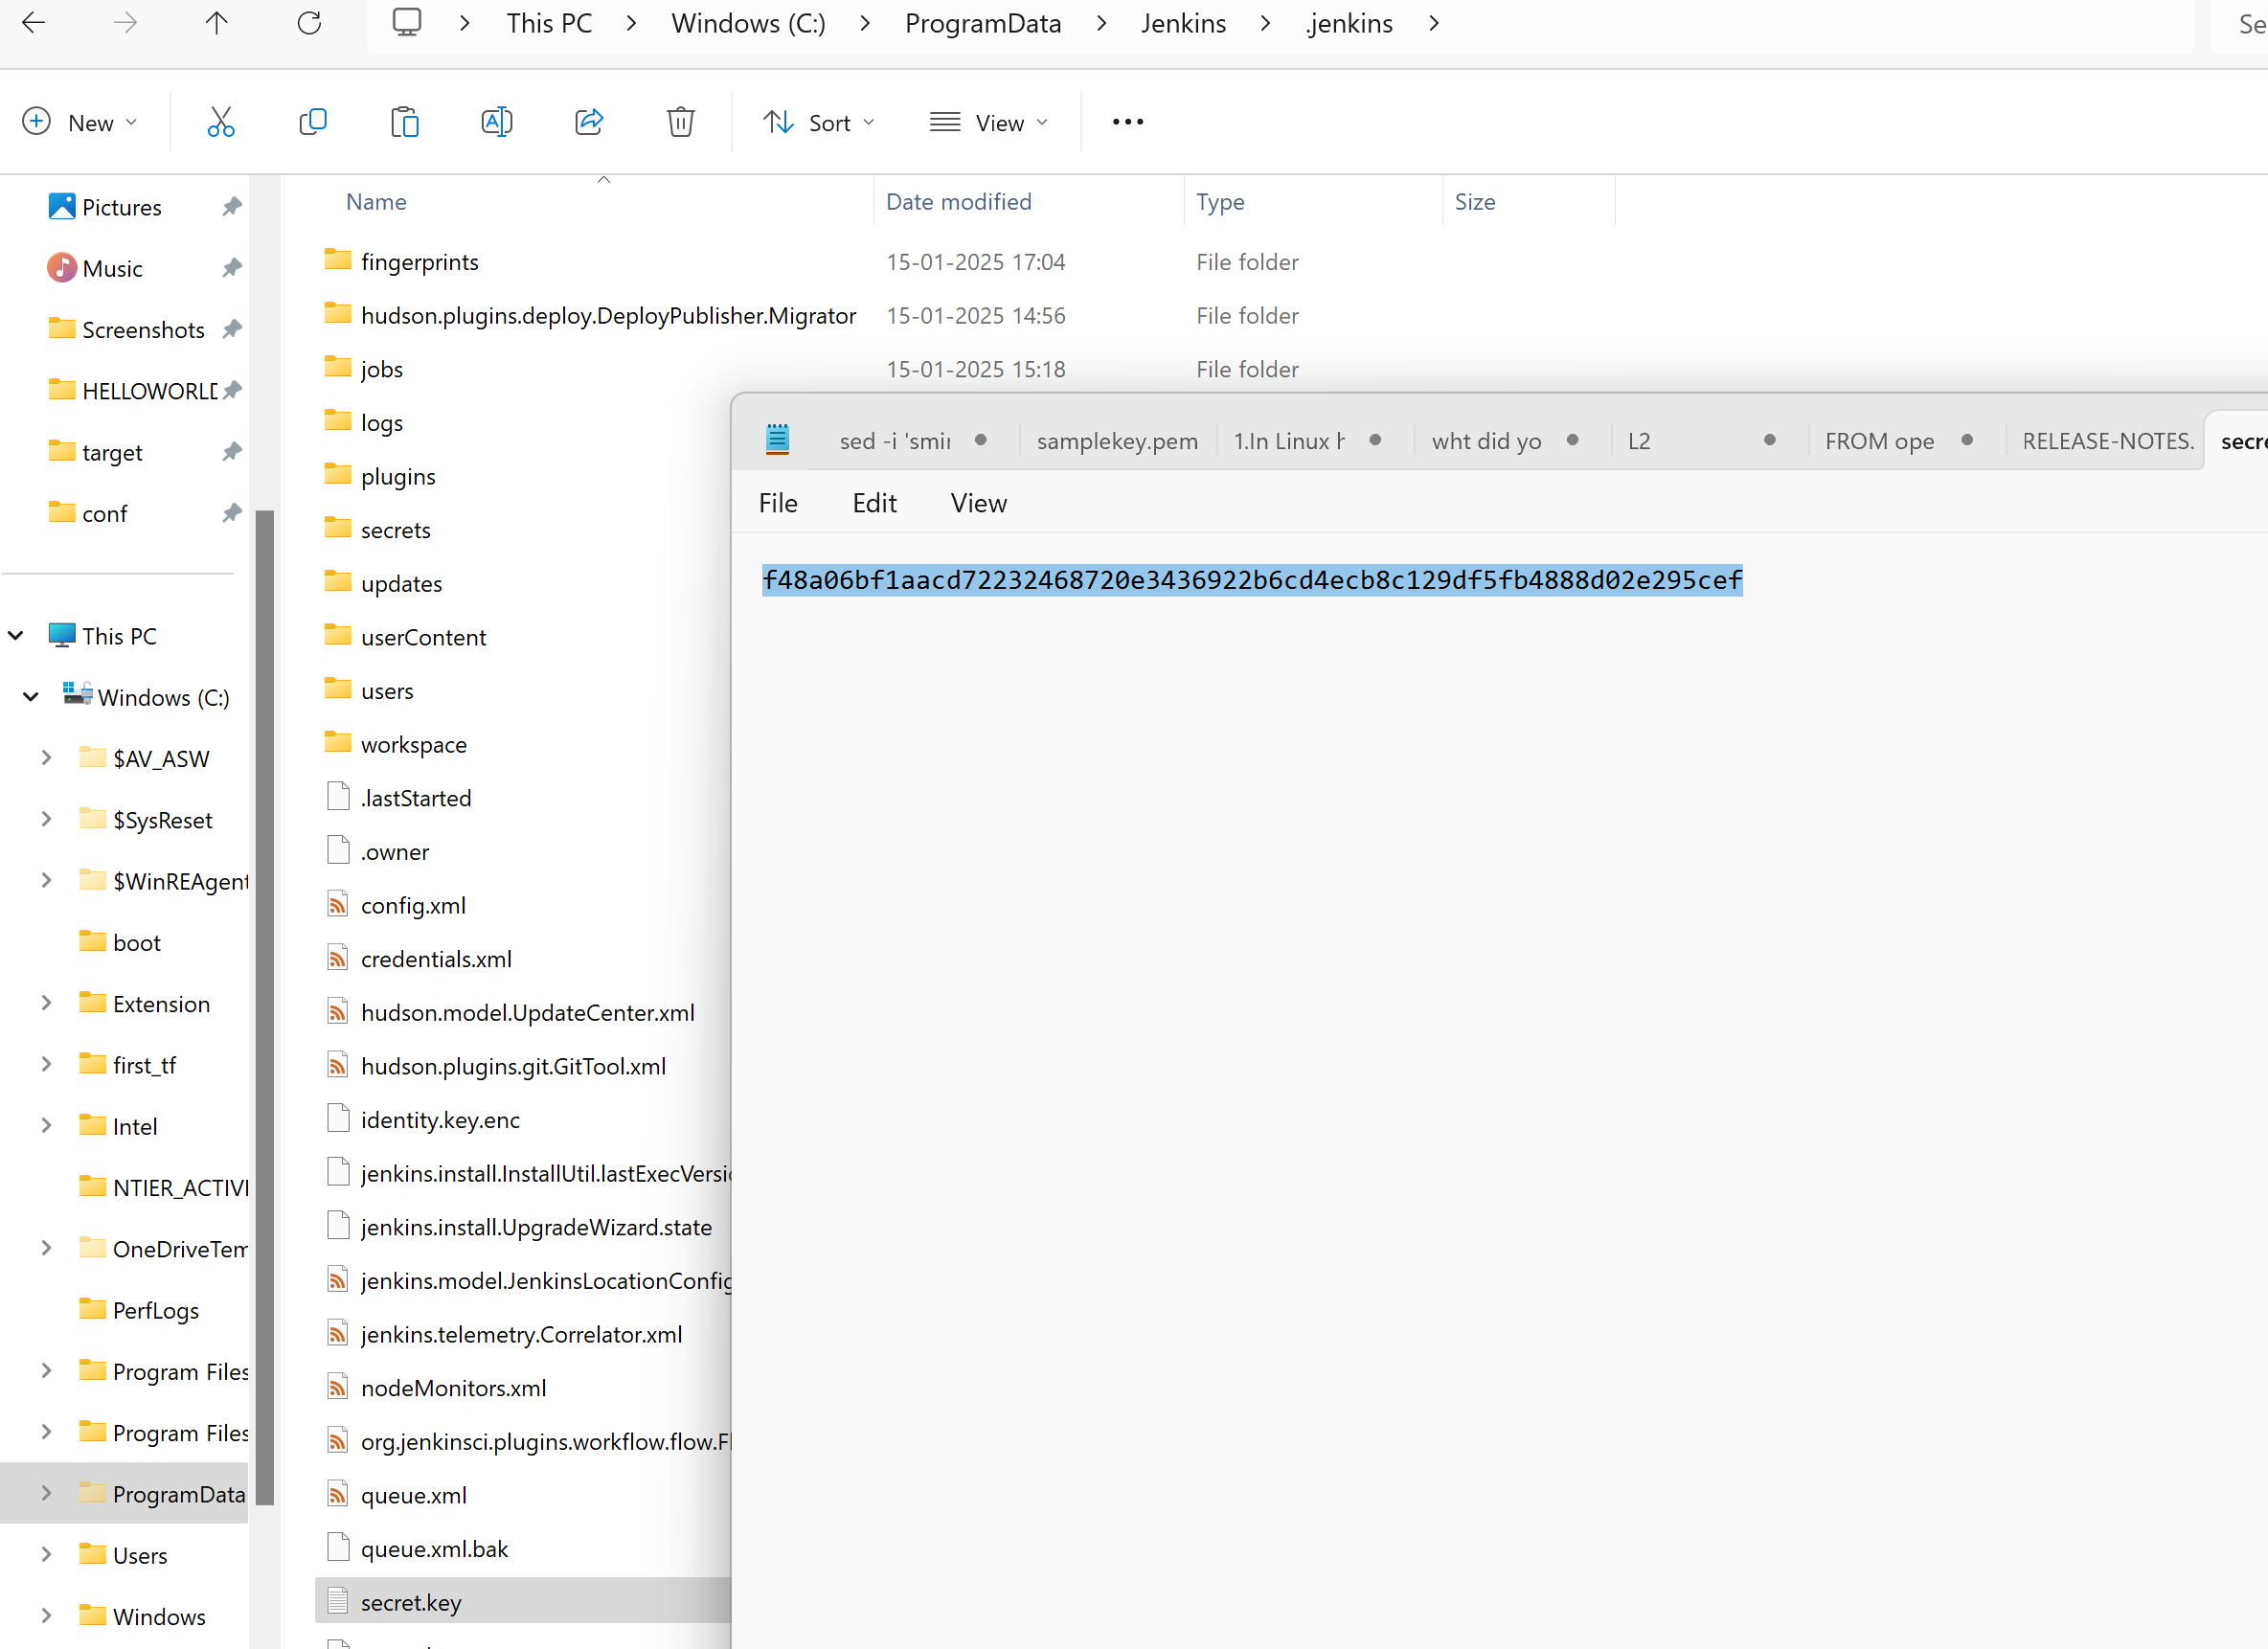 This PC > Windows (C:) > ProgramData > Jenkins > .jenkins > Se
New Sort View
Name Date modified Type Size
Pictures
Music
Screenshots
HELLOWORLD
target
conf
This PC
Windows (C:)
$AV_ASW
$SysReset
$WinREAgent
boot
Extension
first_tf
Intel
NTIER_ACTIVI
OneDriveTem
PerfLogs
Program Files
Program Files
ProgramData
Users
Windows
fingerprints 15-01-2025 17:04 File folder
hudson.plugins.deploy.DeployPublisher.Migrator 15-01-2025 14:56 File folder
jobs 15-01-2025 15:18 File folder
logs
plugins
secrets
updates
userContent
users
workspace
.lastStarted
.owner
config.xml
credentials.xml
hudson.model.UpdateCenter.xml
hudson.plugins.git.GitTool.xml
identity.key.enc
jenkins.install.InstallUtil.lastExecVersio
jenkins.install.UpgradeWizard.state
jenkins.model.JenkinsLocationConfig
jenkins.telemetry.Correlator.xml
nodeMonitors.xml
org.jenkinsci.plugins.workflow.flow.Fl
queue.xml
queue.xml.bak
secret.key
sed -i 'smir samplekey.pem 1.In Linux h wht did yo L2 FROM ope RELEASE-NOTES. secre
File Edit View
f48a06bf1aacd72232468720e3436922b6cd4ecb8c129df5fb4888d02e295cef